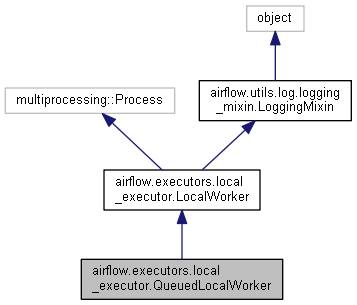 object
multiprocessing::Process
airflow.utils.log.logging
_mixin.LoggingMixin
airflow.executors.local
_executor.LocalWorker
airflow.executors.local
_executor.QueuedLocalWorker